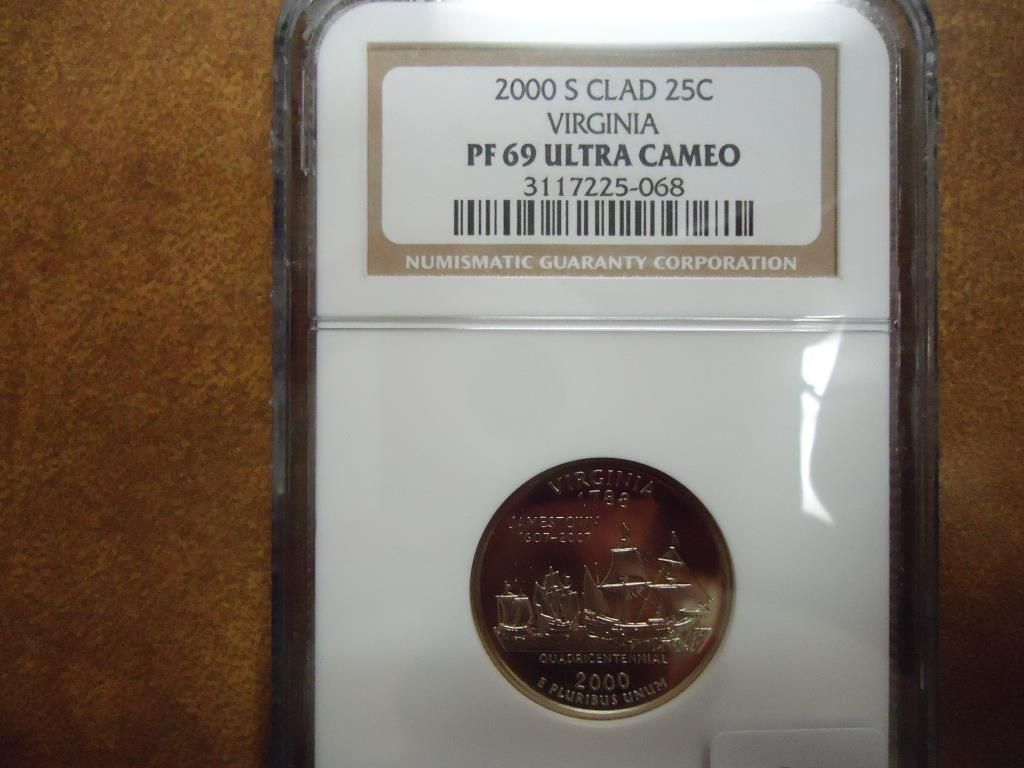 2000 S CLAD 25C
VIRGINIA
PF 69 ULTRA CAMEO
3117225-068
NUMISMATIC GUARANTY CORPORATION
VIRGINIA
1788
JAMESTOWN
1607-2007
QUADRICENTENNIAL
2000
E PLURIBUS UNUM